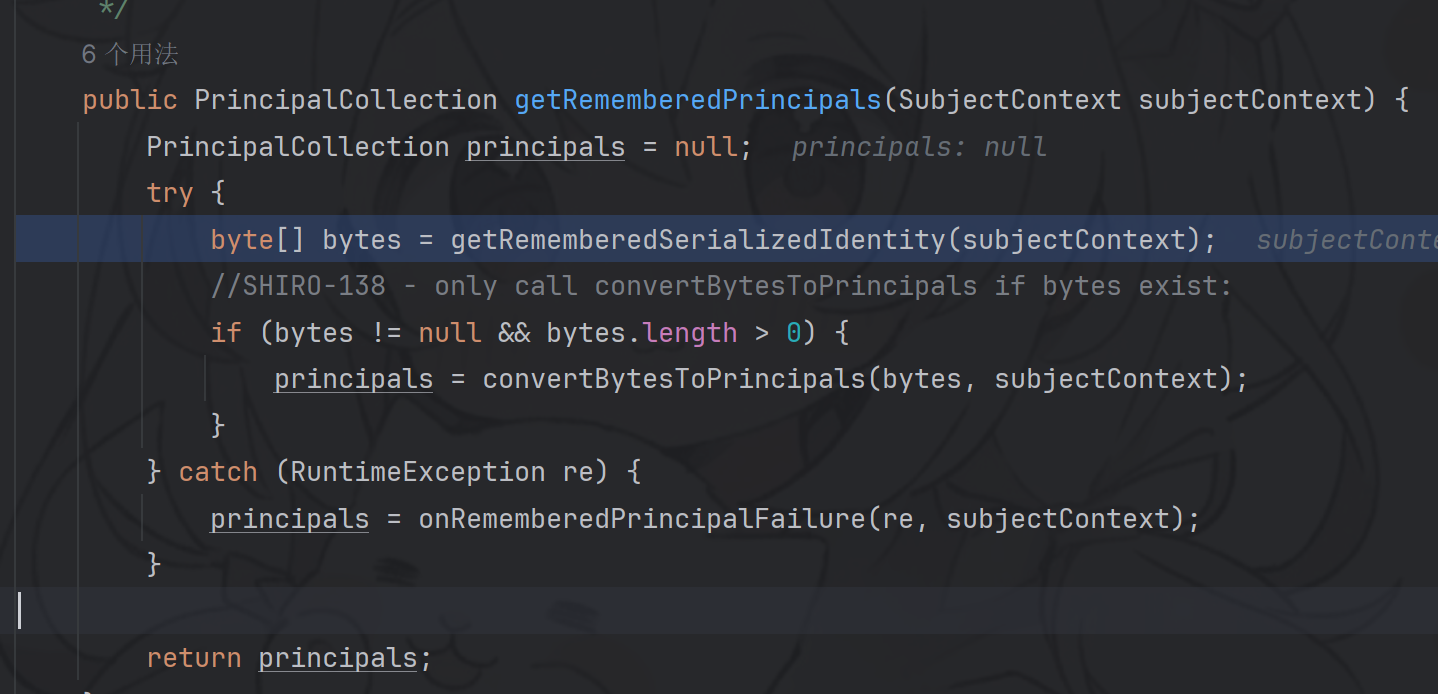 */
6 个用法
public PrincipalCollection getRememberedPrincipals(SubjectContext subjectContext) {
PrincipalCollection principals = null; principals: null
try {
byte[] bytes = getRememberedSerializedIdentity(subjectContext);
//SHIRO-138 - only call convertBytesToPrincipals if bytes exist:
if (bytes != null && bytes.length > 0) {
principals = convertBytesToPrincipals(bytes, subjectContext);
}
} catch (RuntimeException re) {
principals = onRememberedPrincipalFailure(re, subjectContext);
}
return principals;